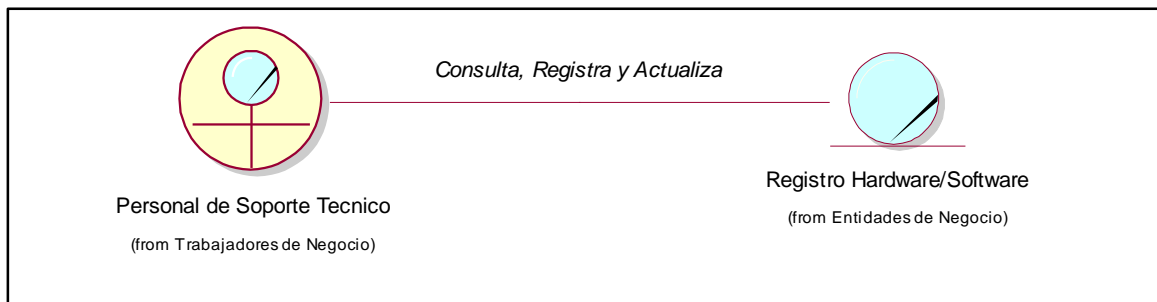 Consulta, Registra y Actualiza
Personal de Soporte Tecnico
(from Trabajadores de Negocio)
Registro Hardware/Software
(from Entidades de Negocio)